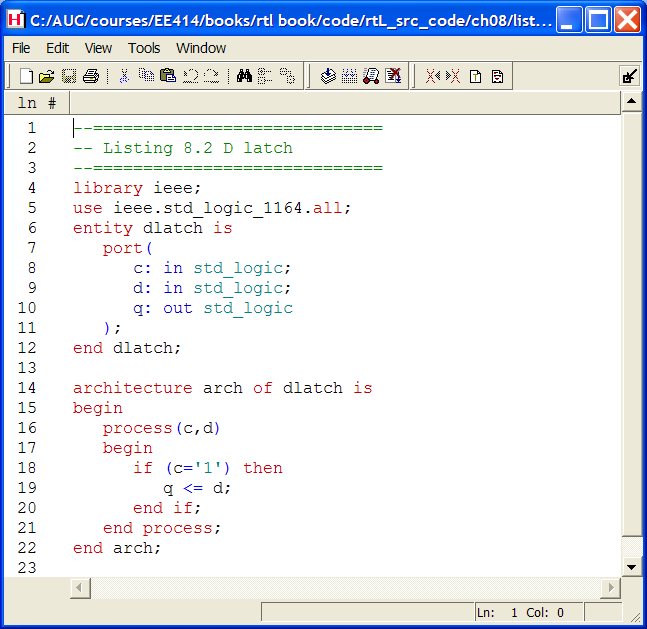 C:/AUC/courses/EE414/books/rtl book/code/rtL_src_code/ch08/list...
File Edit View Tools Window
ln #
1 --=============================
2 -- Listing 8.2 D latch
3 --=============================
4 library ieee;
5 use ieee.std_logic_1164.all;
6 entity dlatch is
7 port(
8 c: in std_logic;
9 d: in std_logic;
10 q: out std_logic
11 );
12 end dlatch;
13
14 architecture arch of dlatch is
15 begin
16 process(c,d)
17 begin
18 if (c='1') then
19 q <= d;
20 end if;
21 end process;
22 end arch;
23
Ln: 1 Col: 0